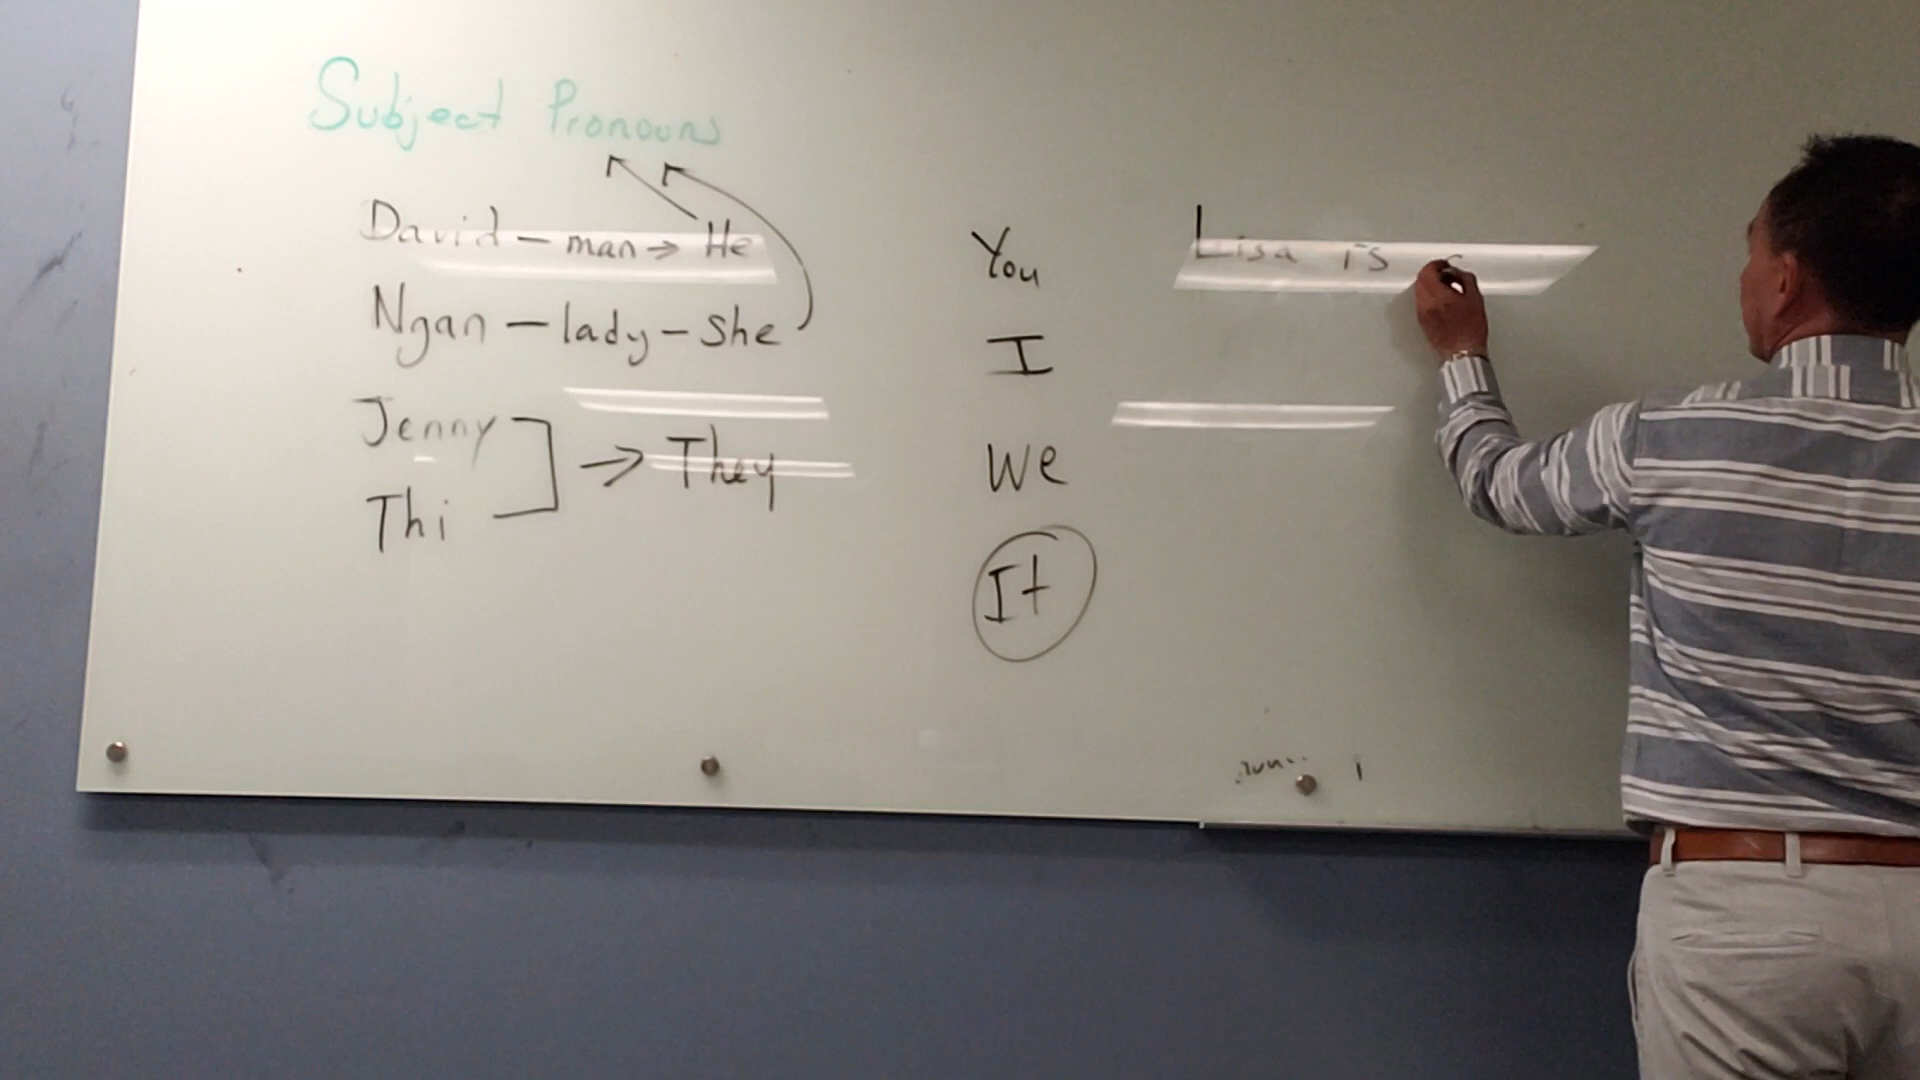 Subject Pronouns
David – man → He
Ngan – lady – she
Jenny
Thi
→ They
You
I
We
It
Lisa is